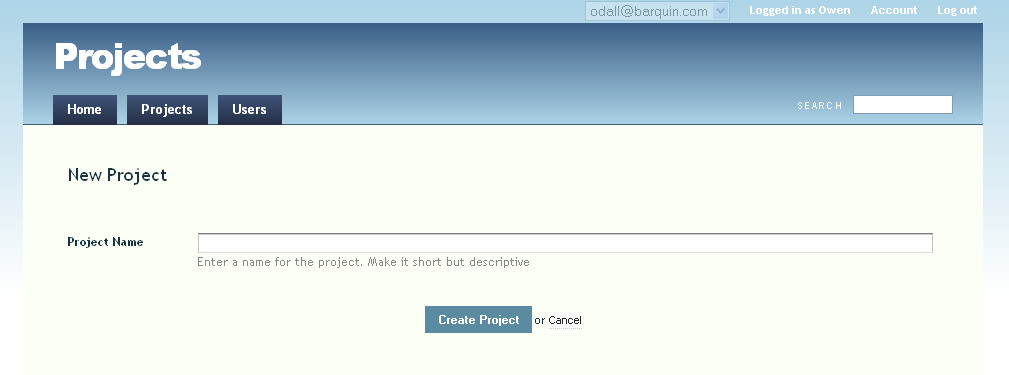 odall@barquin.com Logged in as Owen Account Log out
Projects
Home Projects Users SEARCH
New Project
Project Name
Enter a name for the project. Make it short but descriptive
Create Project or Cancel